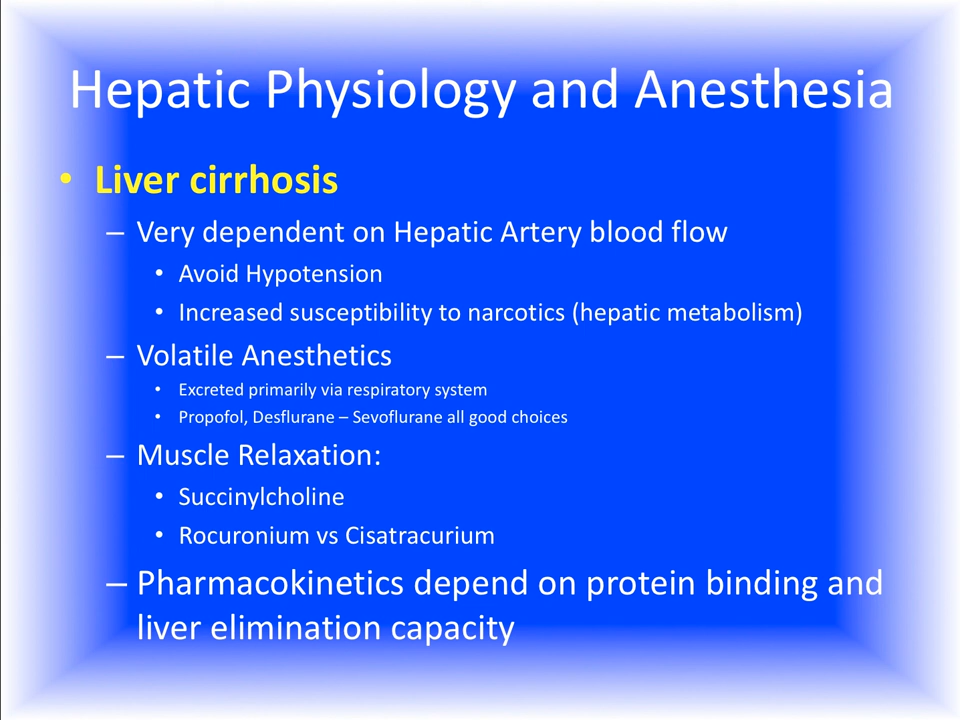 Hepatic Physiology and Anesthesia
• Liver cirrhosis
– Very dependent on Hepatic Artery blood flow
• Avoid Hypotension
• Increased susceptibility to narcotics (hepatic metabolism)
– Volatile Anesthetics
• Excreted primarily via respiratory system
• Propofol, Desflurane – Sevoflurane all good choices
– Muscle Relaxation:
• Succinylcholine
• Rocuronium vs Cisatracurium
– Pharmacokinetics depend on protein binding and
liver elimination capacity